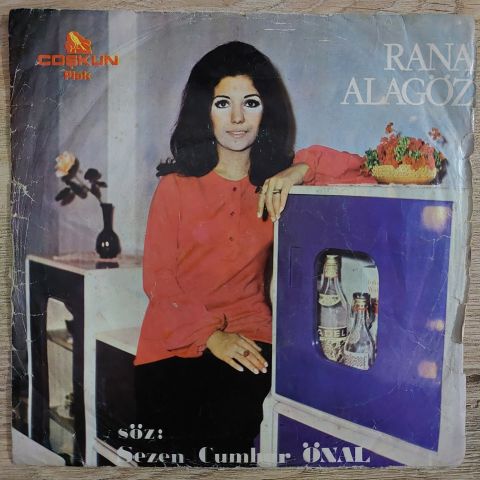 COŞKUN
Plak
RANA
ALAGÖZ
söz:
Sezen Cumhur ÖNAL